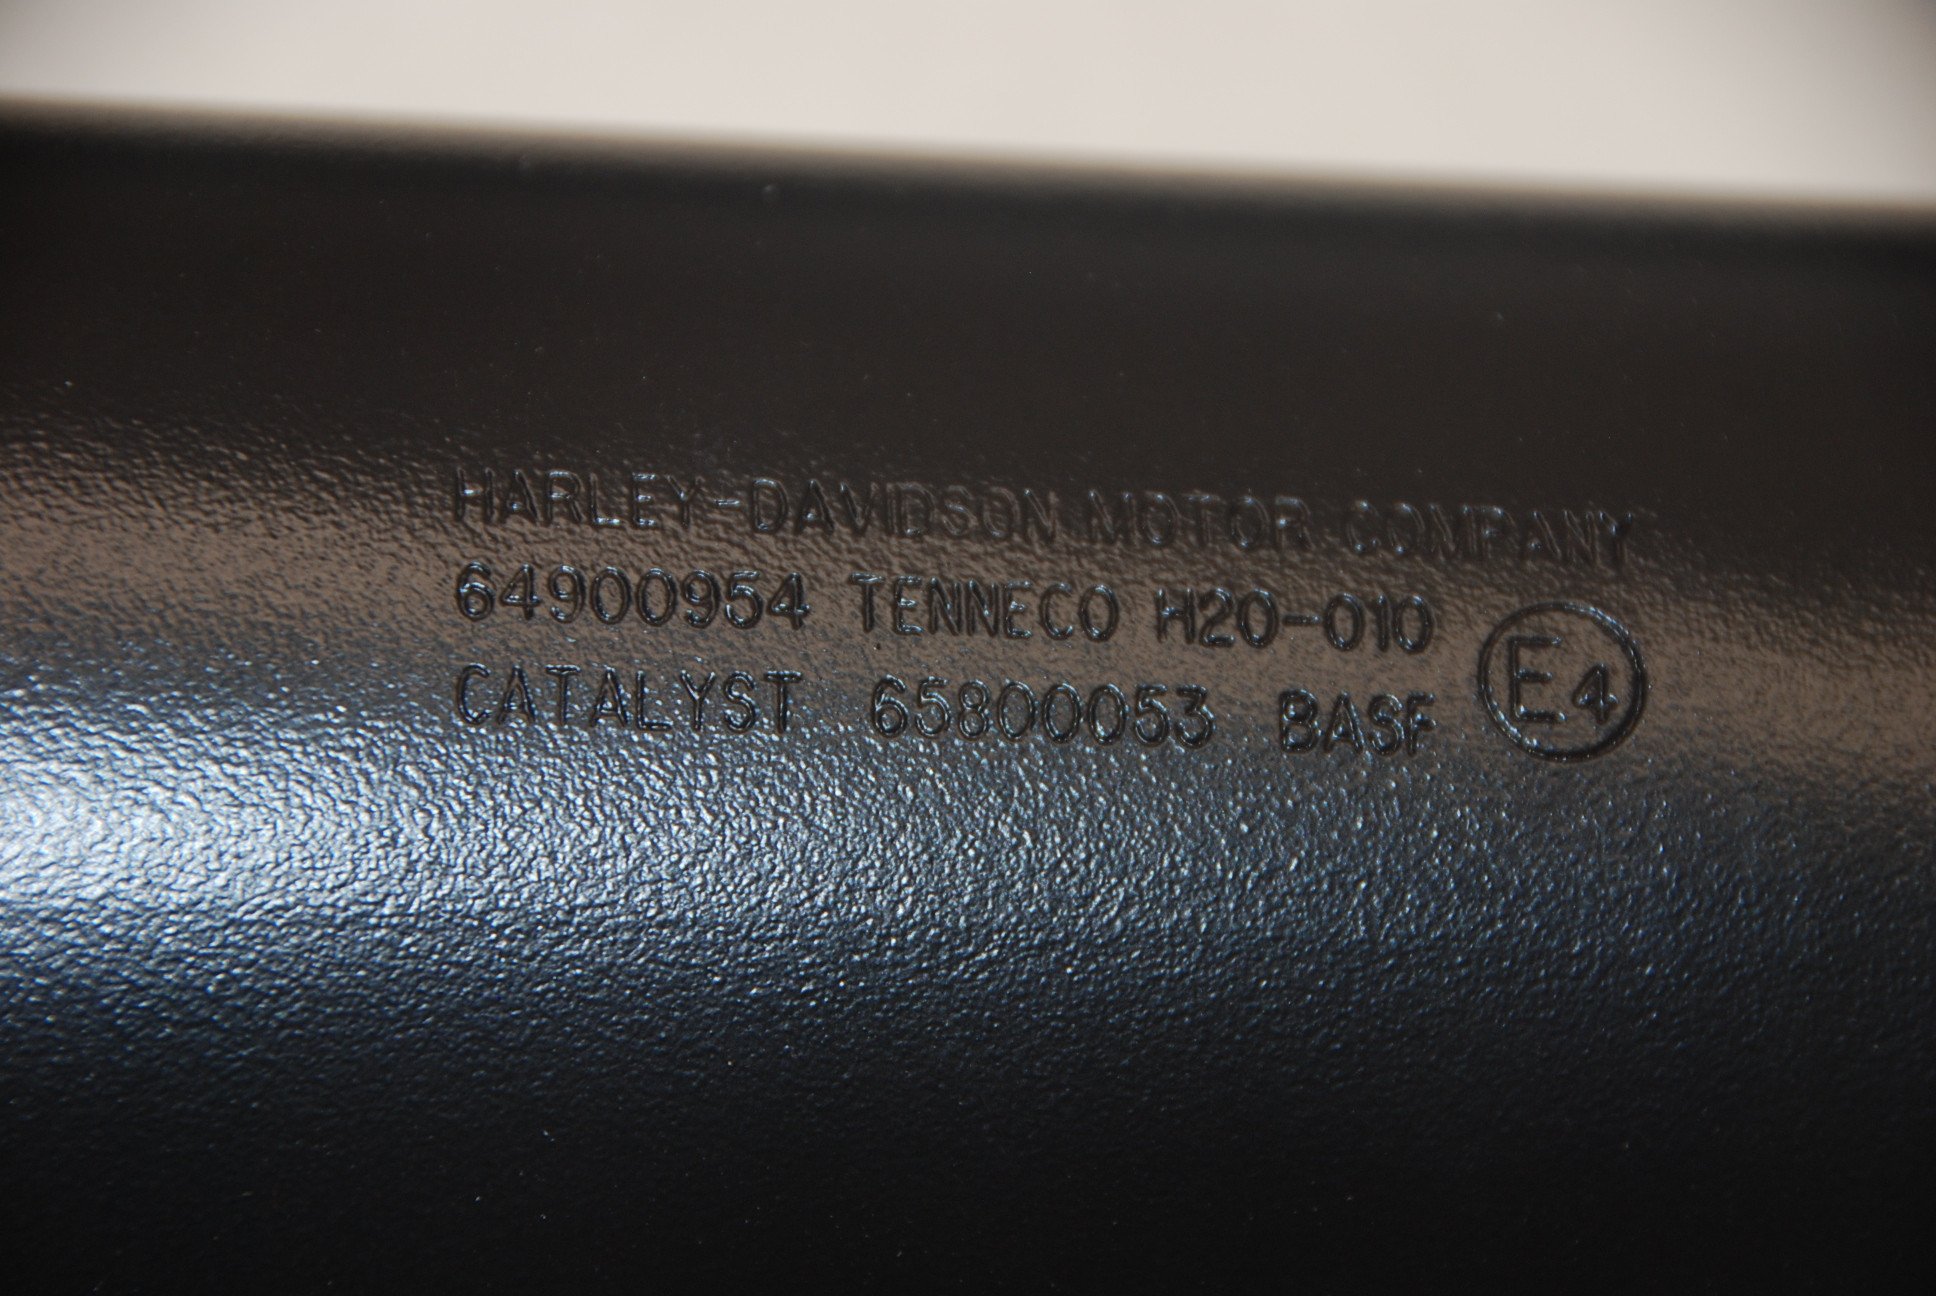 HARLEY-DAVIDSON MOTOR COMPANY
64900954 TENNECO H20-010
CATALYST 65800053 BASF
E4